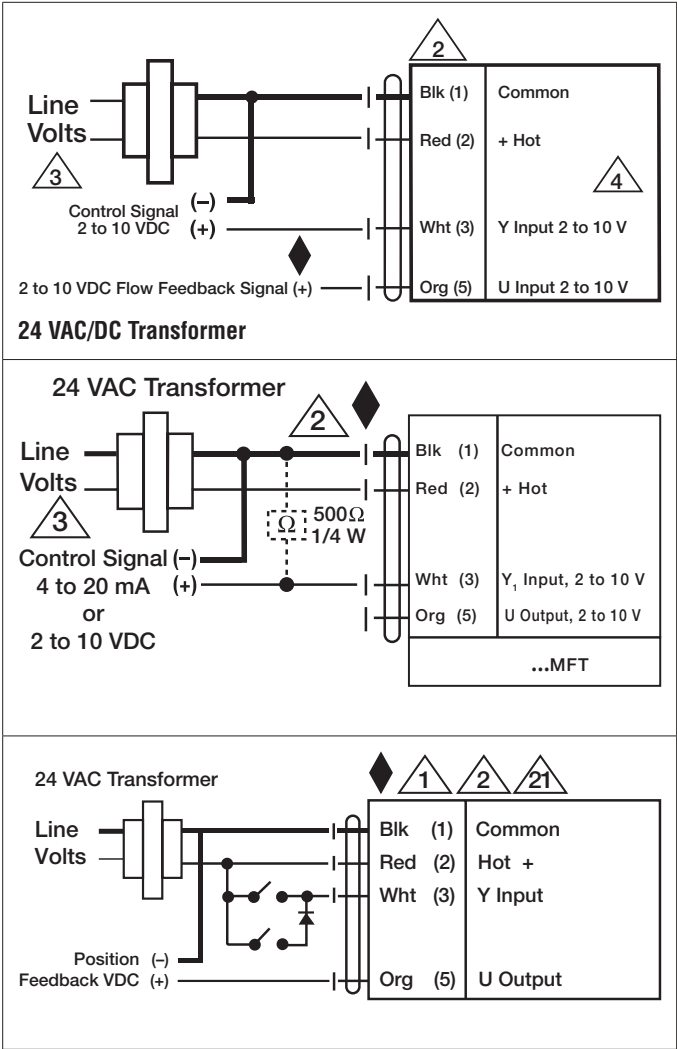 2
Blk (1) Common
Line
Volts
Red (2) + Hot
3
4
Control Signal (–)
2 to 10 VDC (+)
Wht (3) Y Input 2 to 10 V
2 to 10 VDC Flow Feedback Signal (+)
Org (5) U Input 2 to 10 V
24 VAC/DC Transformer
24 VAC Transformer
2
Line
Volts
Blk (1) Common
Red (2) + Hot
3
Ω
500Ω
1/4 W
Control Signal (–)
4 to 20 mA (+)
or
2 to 10 VDC
Wht (3) Y1 Input, 2 to 10 V
Org (5) U Output, 2 to 10 V
...MFT
24 VAC Transformer
1 2 21
Line
Volts
Blk (1) Common
Red (2) Hot +
Wht (3) Y Input
Position (–)
Feedback VDC (+)
Org (5) U Output